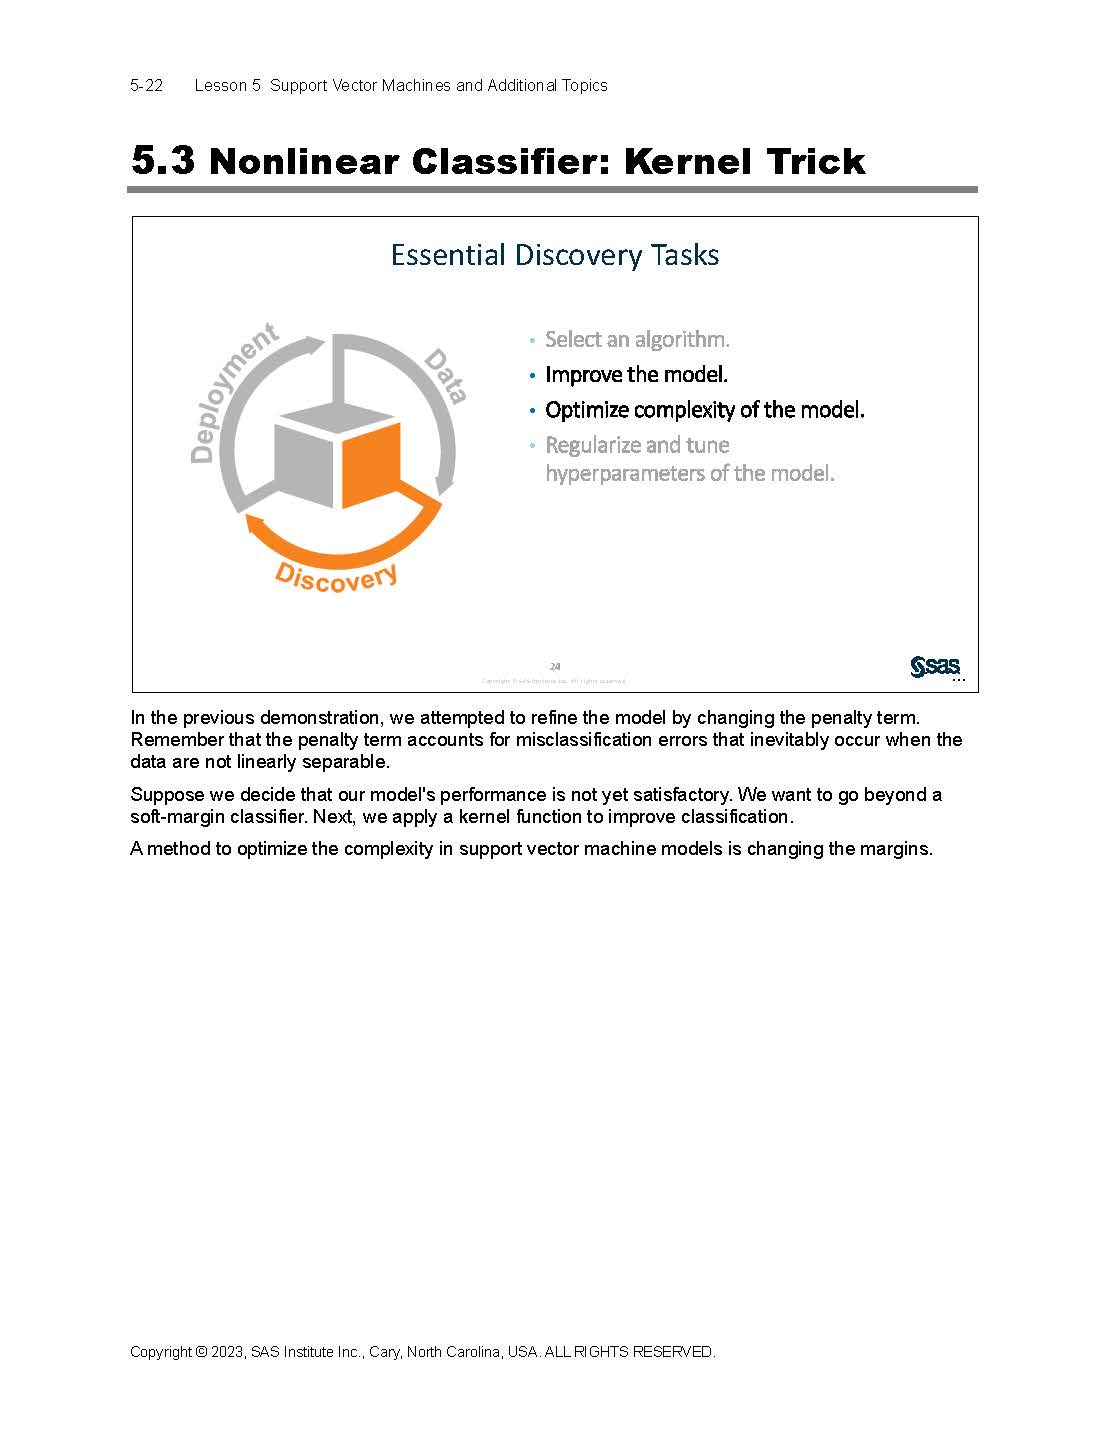 5-22 Lesson 5 Support Vector Machines and Additional Topics
5.3 Nonlinear Classifier: Kernel Trick
Essential Discovery Tasks
Deployment
Data
Discovery
• Select an algorithm.
• Improve the model.
• Optimize complexity of the model.
• Regularize and tune
hyperparameters of the model.
24
Copyright © SAS Institute Inc. All rights reserved.
sas
...
In the previous demonstration, we attempted to refine the model by changing the penalty term.
Remember that the penalty term accounts for misclassification errors that inevitably occur when the
data are not linearly separable.
Suppose we decide that our model's performance is not yet satisfactory. We want to go beyond a
soft-margin classifier. Next, we apply a kernel function to improve classification.
A method to optimize the complexity in support vector machine models is changing the margins.
Copyright © 2023, SAS Institute Inc., Cary, North Carolina, USA. ALL RIGHTS RESERVED.